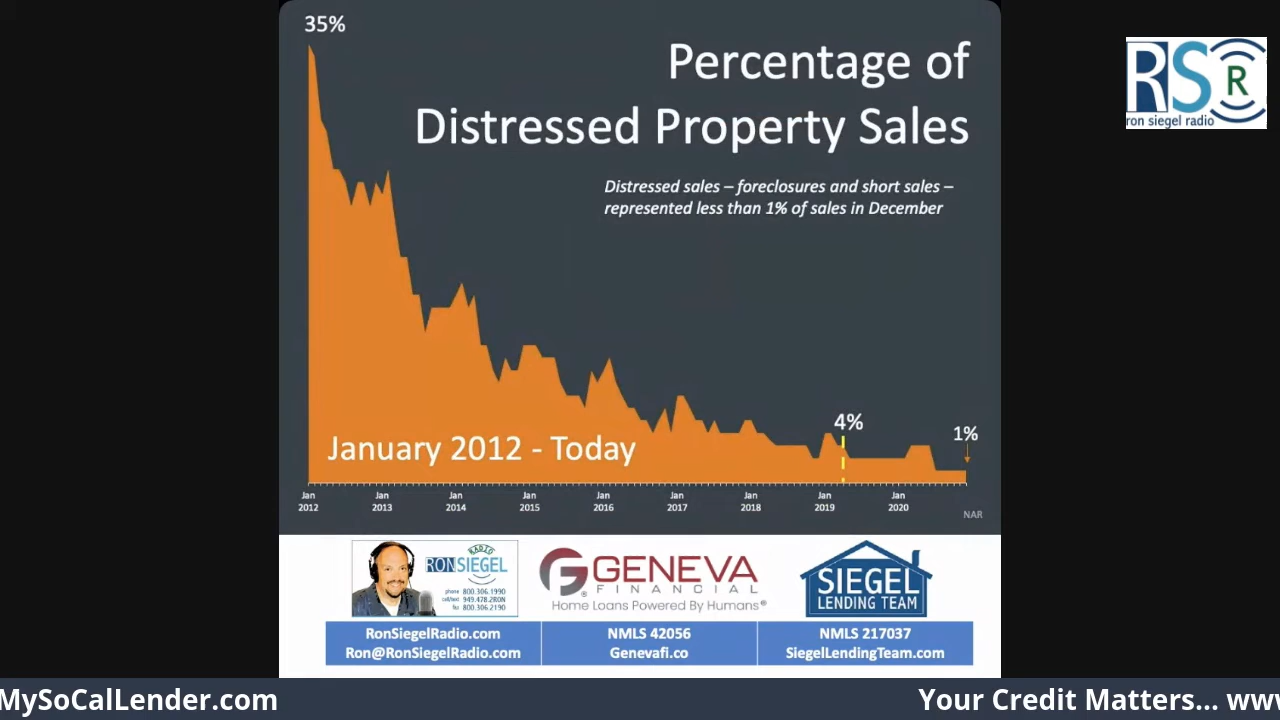 35%
Percentage of
Distressed Property Sales
Distressed sales – foreclosures and short sales –
represented less than 1% of sales in December
RSR
ron siegel radio
4%
1%
January 2012 - Today
Jan 2012
Jan 2013
Jan 2014
Jan 2015
Jan 2016
Jan 2017
Jan 2018
Jan 2019
Jan 2020
NAR
RADIO
RONSIEGEL
phone 800.306.1990
call/text 949.478.2RON
fax 800.306.2190
GENEVA
FINANCIAL
Home Loans Powered By Humans®
SIEGEL
LENDING TEAM
RonSiegelRadio.com
Ron@RonSiegelRadio.com
NMLS 42056
Genevafi.co
NMLS 217037
SiegelLendingTeam.com
MySoCalLender.com
Your Credit Matters... www